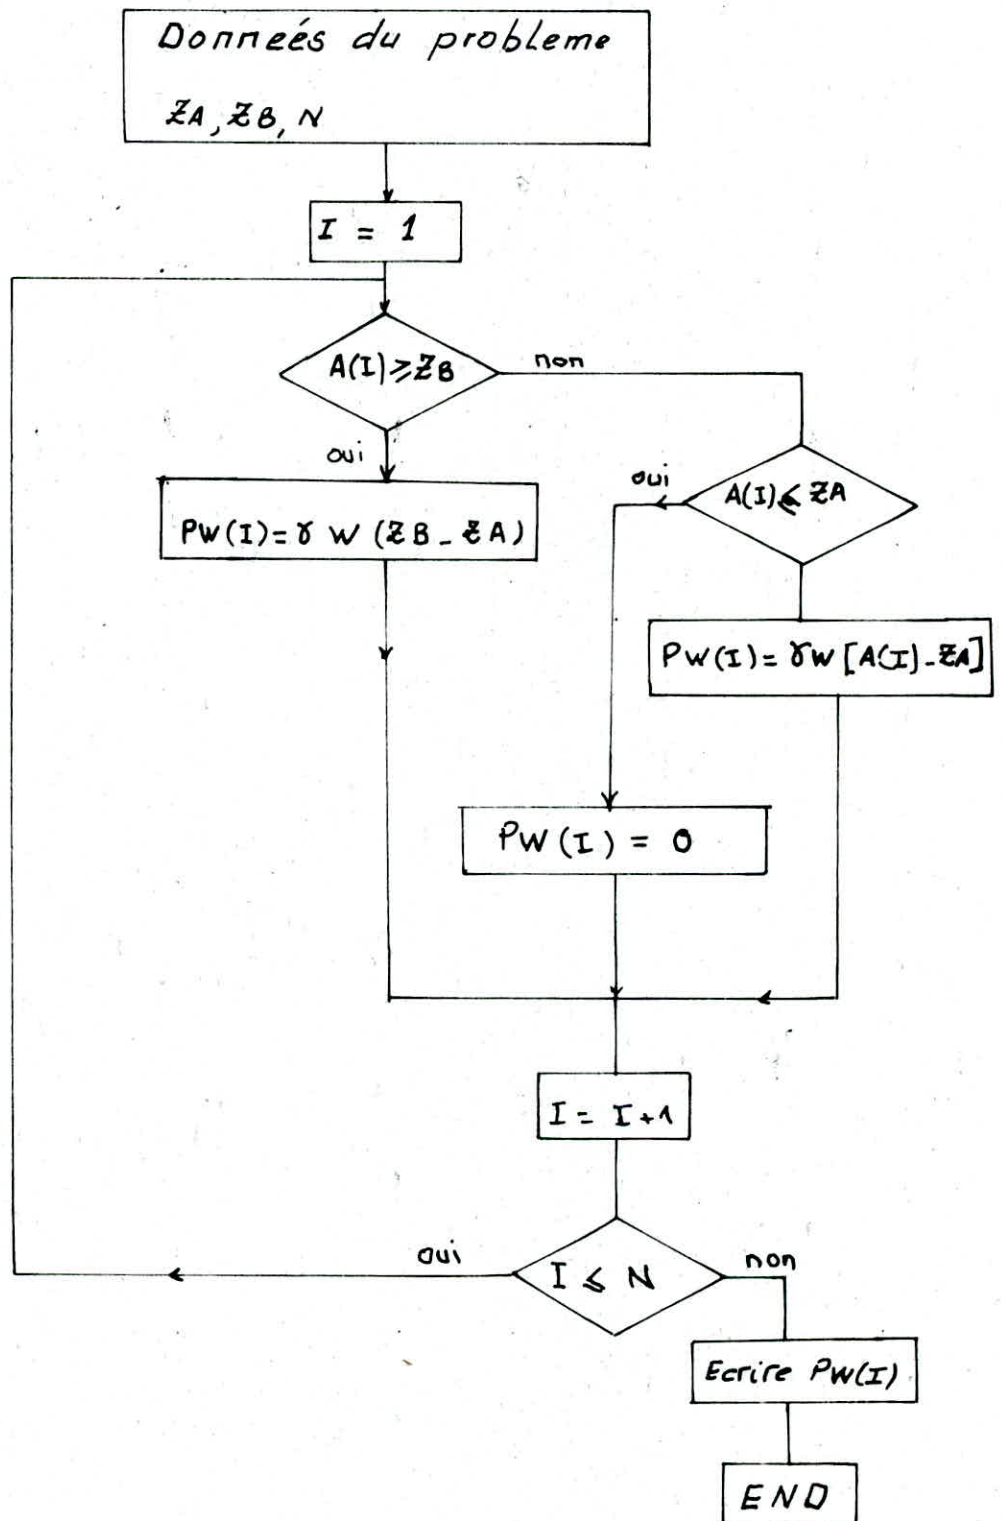 Donneés du probleme
ZA, ZB, N
I = 1
A(I) ≥ ZB
non
oui
PW(I) = γ W (ZB - ZA)
oui
A(I) ≤ ZA
PW(I) = γW [A(I) - ZA]
PW (I) = 0
I = I+1
oui
I ≤ N
non
Ecrire PW(I)
END